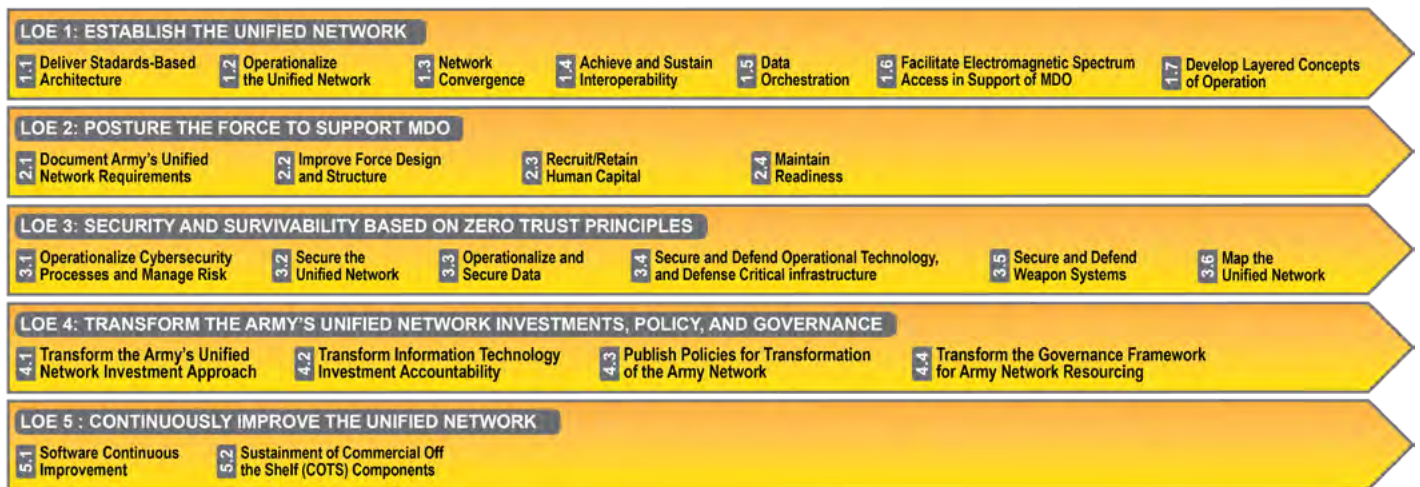 LOE 1: ESTABLISH THE UNIFIED NETWORK
1.1 Deliver Stadards-Based
Architecture
1.2 Operationalize
the Unified Network
1.3 Network
Convergence
1.4 Achieve and Sustain
Interoperability
1.5 Data
Orchestration
1.6 Facilitate Electromagnetic Spectrum
Access in Support of MDO
1.7 Develop Layered Concepts
of Operation
LOE 2: POSTURE THE FORCE TO SUPPORT MDO
2.1 Document Army's Unified
Network Requirements
2.2 Improve Force Design
and Structure
2.3 Recruit/Retain
Human Capital
2.4 Maintain
Readiness
LOE 3: SECURITY AND SURVIVABILITY BASED ON ZERO TRUST PRINCIPLES
3.1 Operationalize Cybersecurity
Processes and Manage Risk
3.2 Secure the
Unified Network
3.3 Operationalize and
Secure Data
3.4 Secure and Defend Operational Technology,
and Defense Critical infrastructure
3.5 Secure and Defend
Weapon Systems
3.6 Map the
Unified Network
LOE 4: TRANSFORM THE ARMY'S UNIFIED NETWORK INVESTMENTS, POLICY, AND GOVERNANCE
4.1 Transform the Army's Unified
Network Investment Approach
4.2 Transform Information Technology
Investment Accountability
4.3 Publish Policies for Transformation
of the Army Network
4.4 Transform the Governance Framework
for Army Network Resourcing
LOE 5 : CONTINUOUSLY IMPROVE THE UNIFIED NETWORK
5.1 Software Continuous
Improvement
5.2 Sustainment of Commercial Off
the Shelf (COTS) Components